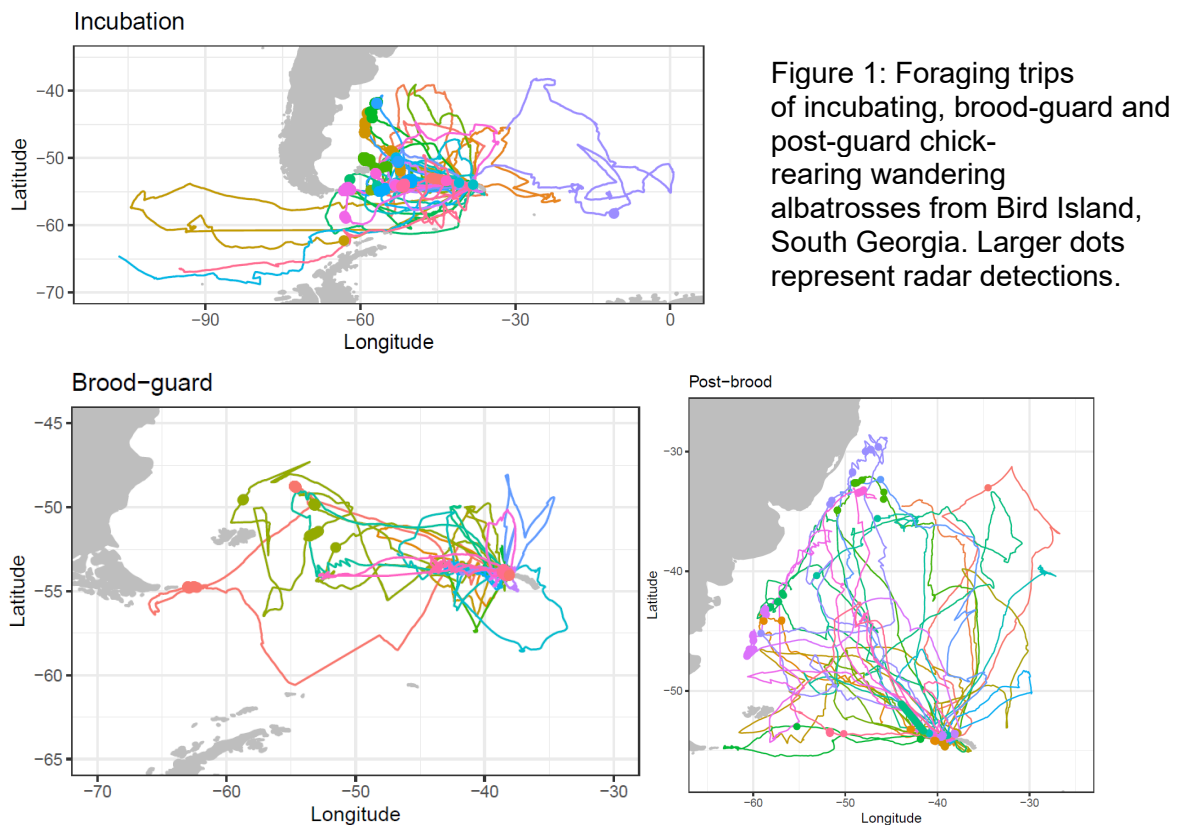 Incubation
−40
−50
−60
−70
Latitude
−90
−60
−30
0
Longitude
Figure 1: Foraging trips
of incubating, brood-guard and
post-guard chick-
rearing wandering
albatrosses from Bird Island,
South Georgia. Larger dots
represent radar detections.
Brood−guard
−45
−50
−55
−60
−65
Latitude
−70
−60
−50
−40
−30
Longitude
Post−brood
−30
−40
−50
Latitude
−60
−50
−40
−30
Longitude